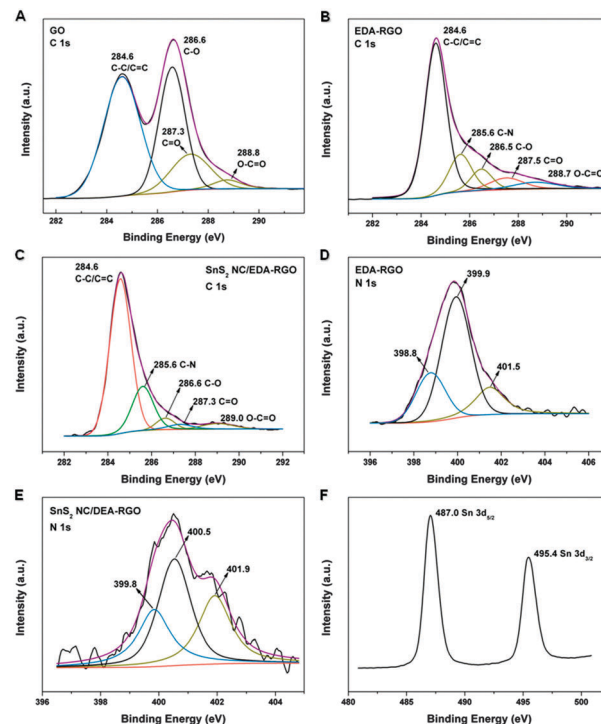 A
GO
C 1s
284.6
C-C/C=C
286.6
C-O
287.3
C=O
288.8
O-C=O
Intensity (a.u.)
282 284 286 288 290
Binding Energy (eV)
B
EDA-RGO
C 1s
284.6
C-C/C=C
285.6 C-N
286.5 C-O
287.5 C=O
288.7 O-C=O
Intensity (a.u.)
282 284 286 288 290
Binding Energy (eV)
C
284.6
C-C/C=C
SnS2 NC/EDA-RGO
C 1s
285.6 C-N
286.6 C-O
287.3 C=O
289.0 O-C=O
Intensity (a.u.)
282 284 286 288 290 292
Binding Energy (eV)
D
EDA-RGO
N 1s
399.9
398.8
401.5
Intensity (a.u.)
396 398 400 402 404 406
Binding Energy (eV)
E
SnS2 NC/DEA-RGO
N 1s
400.5
399.8
401.9
Intensity (a.u.)
396 398 400 402 404
Binding Energy (eV)
F
487.0 Sn 3d5/2
495.4 Sn 3d3/2
Intensity (a.u.)
480 485 490 495 500
Binding Energy (eV)